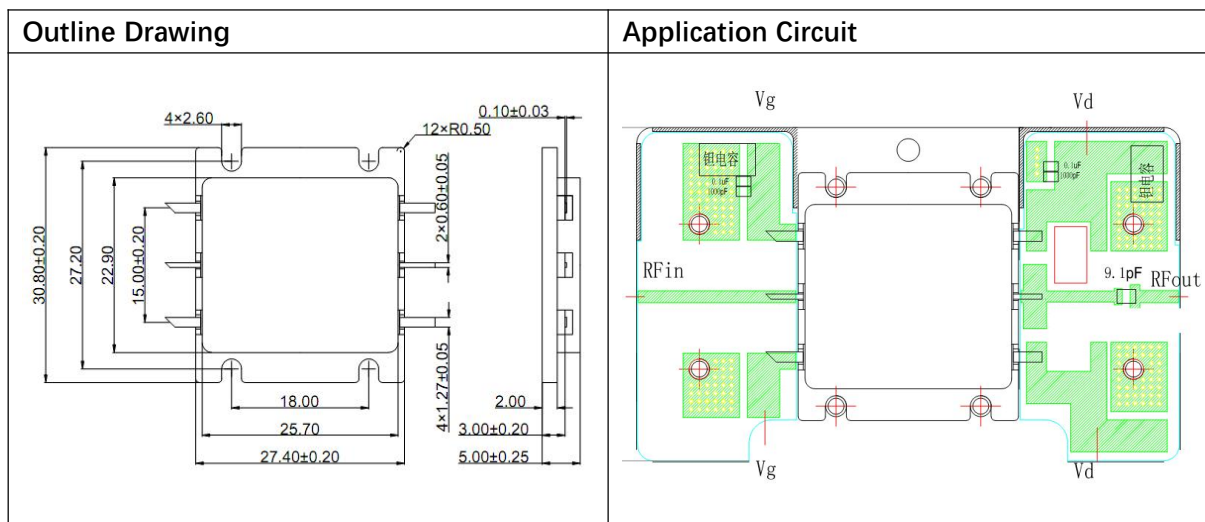 Outline Drawing
Application Circuit
0.10±0.03
4×2.60
12×R0.50
30.80±0.20
27.20
22.90
15.00±0.20
2×0.60±0.05
4×1.27±0.05
18.00
25.70
27.40±0.20
2.00
3.00±0.20
5.00±0.25
Vg
Vd
钽电容
0.1uF
1000pF
0.1uF
1000pF
钽电容
RFin
9.1pF
RFout
Vg
Vd